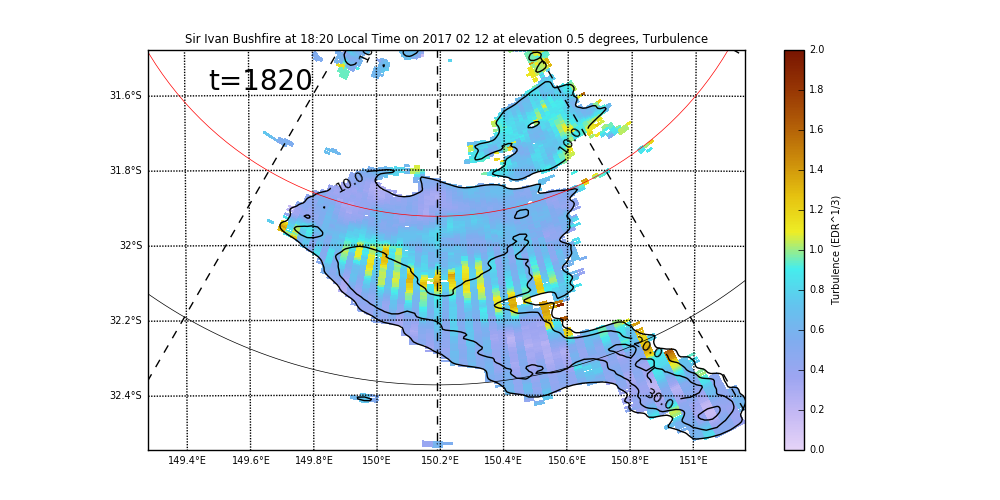 Sir Ivan Bushfire at 18:20 Local Time on 2017 02 12 at elevation 0.5 degrees, Turbulence
t=1820
31.6°S
31.8°S
32°S
32.2°S
32.4°S
149.4°E 149.6°E 149.8°E 150°E 150.2°E 150.4°E 150.6°E 150.8°E 151°E
10.0
10.0
20.0
30.0
2.0
1.8
1.6
1.4
1.2
1.0
0.8
0.6
0.4
0.2
0.0
Turbulence (EDR^1/3)